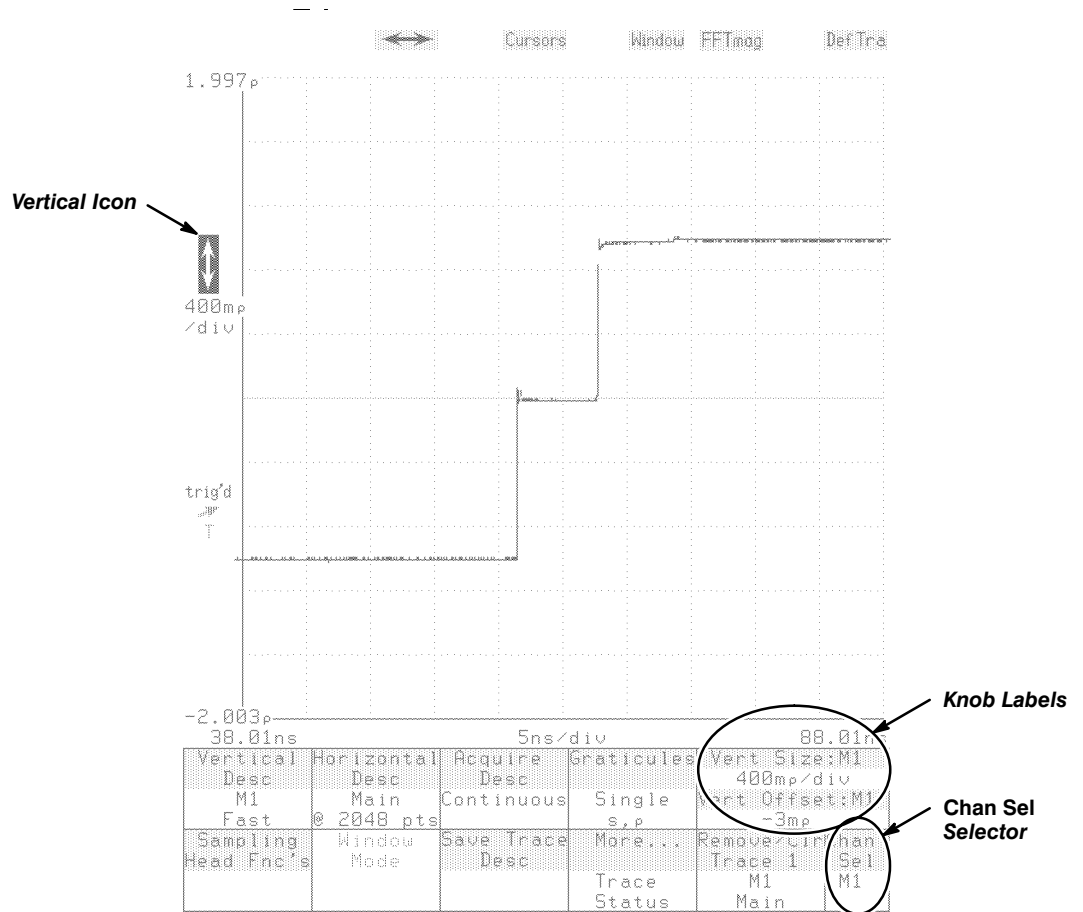 Cursors Window FFTmag DefTra
1.997ρ
Vertical Icon
400mρ
/div
trig'd
T
-2.003ρ
38.01ns 5ns/div 88.01ns
Vertical Desc
M1
Fast
Horizontal Desc
Main
@ 2048 pts
Acquire Desc
Continuous
Graticules
Single
s,ρ
Vert Size:M1
400mρ/div
Vert Offset:M1
-3mρ
Knob Labels
Sampling
Head Fnc's
Window
Mode
Save Trace
Desc
More...
Trace
Status
Remove/Clr
Trace 1
M1
Main
Chan
Sel
M1
Chan Sel
Selector